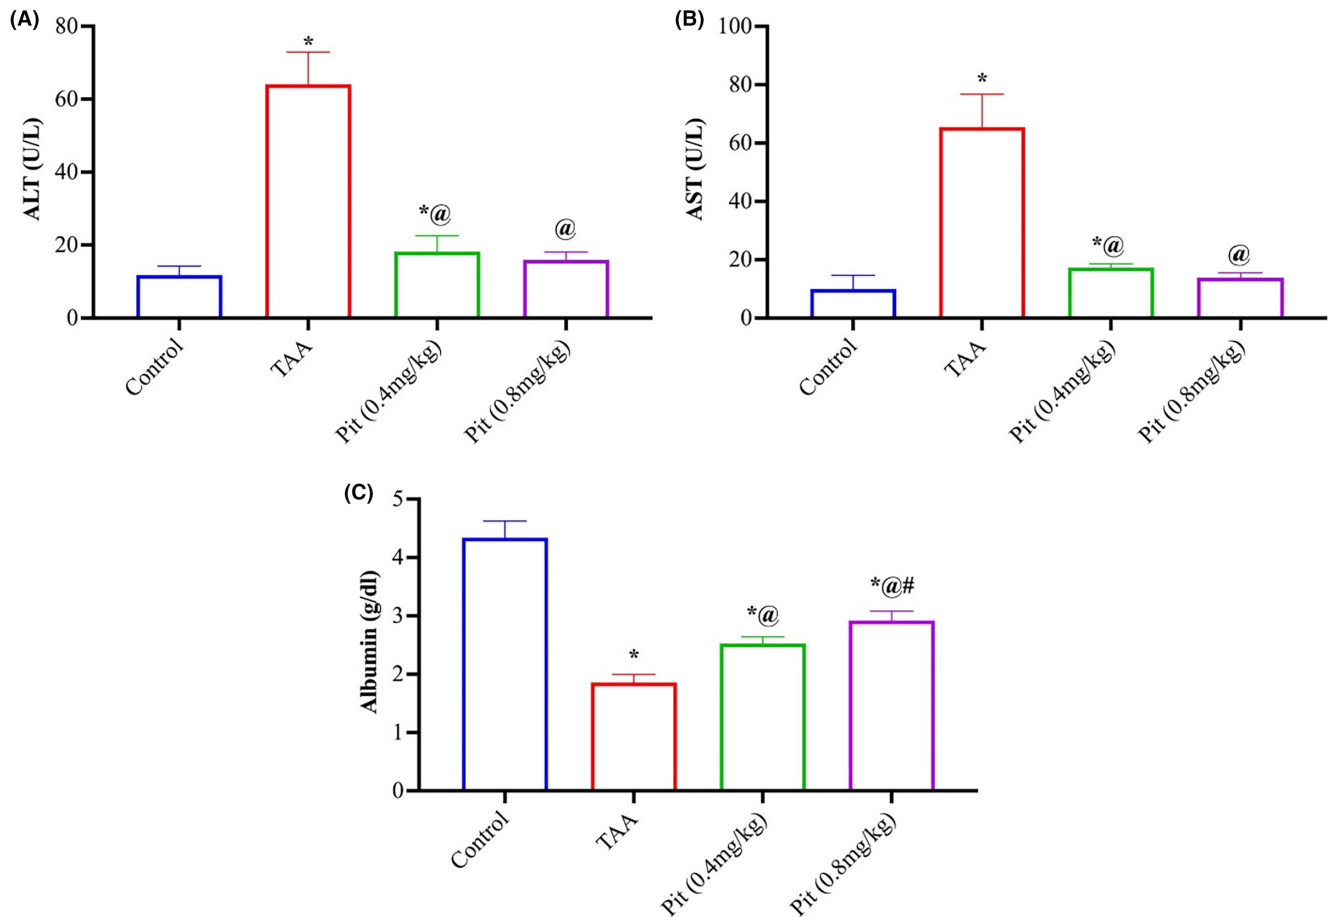 (A)
ALT (U/L)
80
60
40
20
0
*
*@
@
Control
TAA
Pit (0.4mg/kg)
Pit (0.8mg/kg)
(B)
AST (U/L)
100
80
60
40
20
0
*
*@
@
Control
TAA
Pit (0.4mg/kg)
Pit (0.8mg/kg)
(C)
Albumin (g/dl)
5
4
3
2
1
0
*
*@
*@#
Control
TAA
Pit (0.4mg/kg)
Pit (0.8mg/kg)